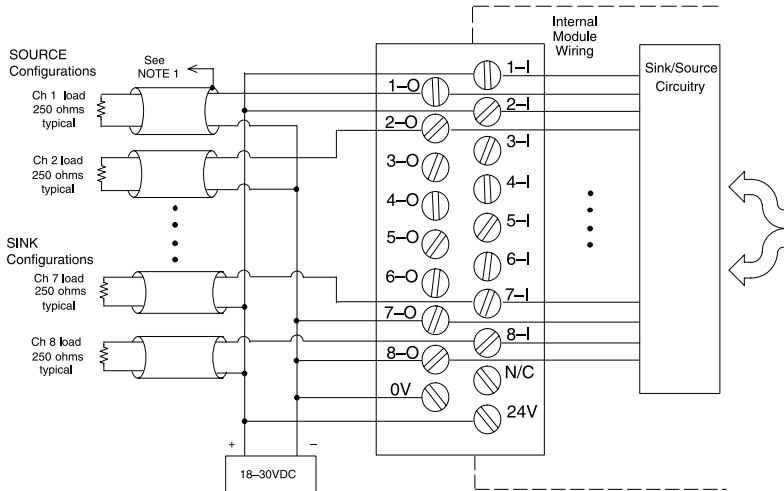 Internal
Module
Wiring
SOURCE
Configurations
See
NOTE 1
Ch 1 load
250 ohms
typical
Ch 2 load
250 ohms
typical
SINK
Configurations
Ch 7 load
250 ohms
typical
Ch 8 load
250 ohms
typical
1–O
2–O
3–O
4–O
5–O
6–O
7–O
8–O
0V
1–I
2–I
3–I
4–I
5–I
6–I
7–I
8–I
N/C
24V
Sink/Source
Circuitry
+ –
18–30VDC